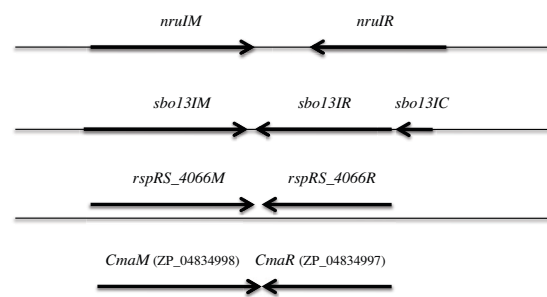 nruIM nruIR
sbo13IM sbo13IR sbo13IC
rspRS_4066M rspRS_4066R
CmaM (ZP_04834998) CmaR (ZP_04834997)